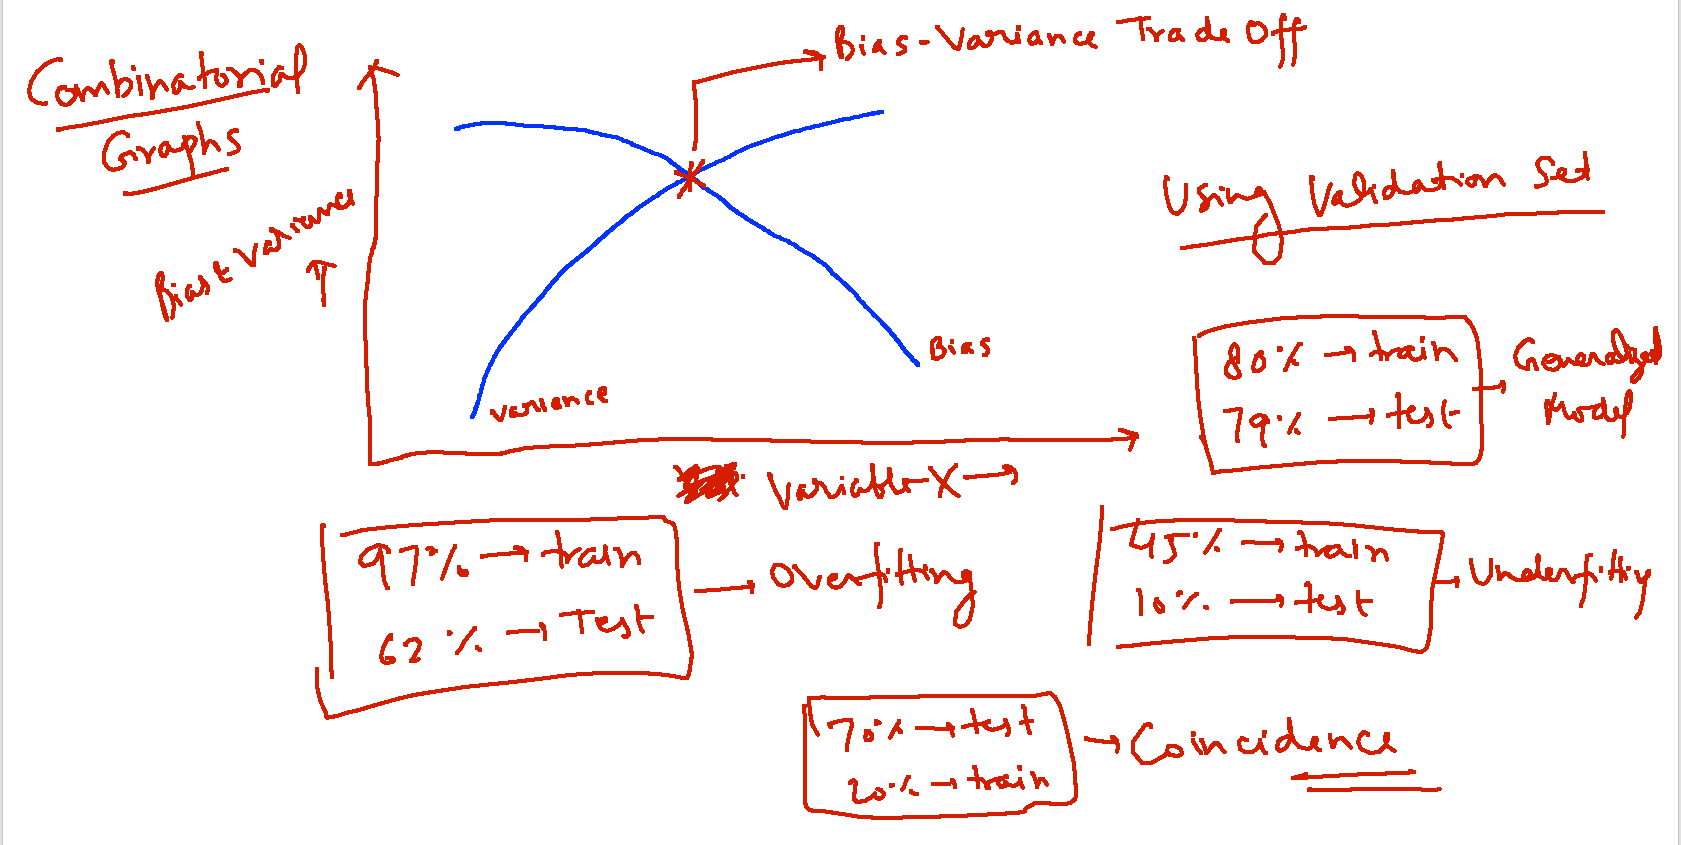 Combinatorial
Graphs
Bias-Variance Trade Off
Bias & Variance
Using Validation Set
Bias
Variance
Variable-X
80% → train
79% → test
Generalized
Model
97% → train
62% → Test
Overfitting
45% → train
10% → test
Underfitting
70% → test
20% → train
Coincidence